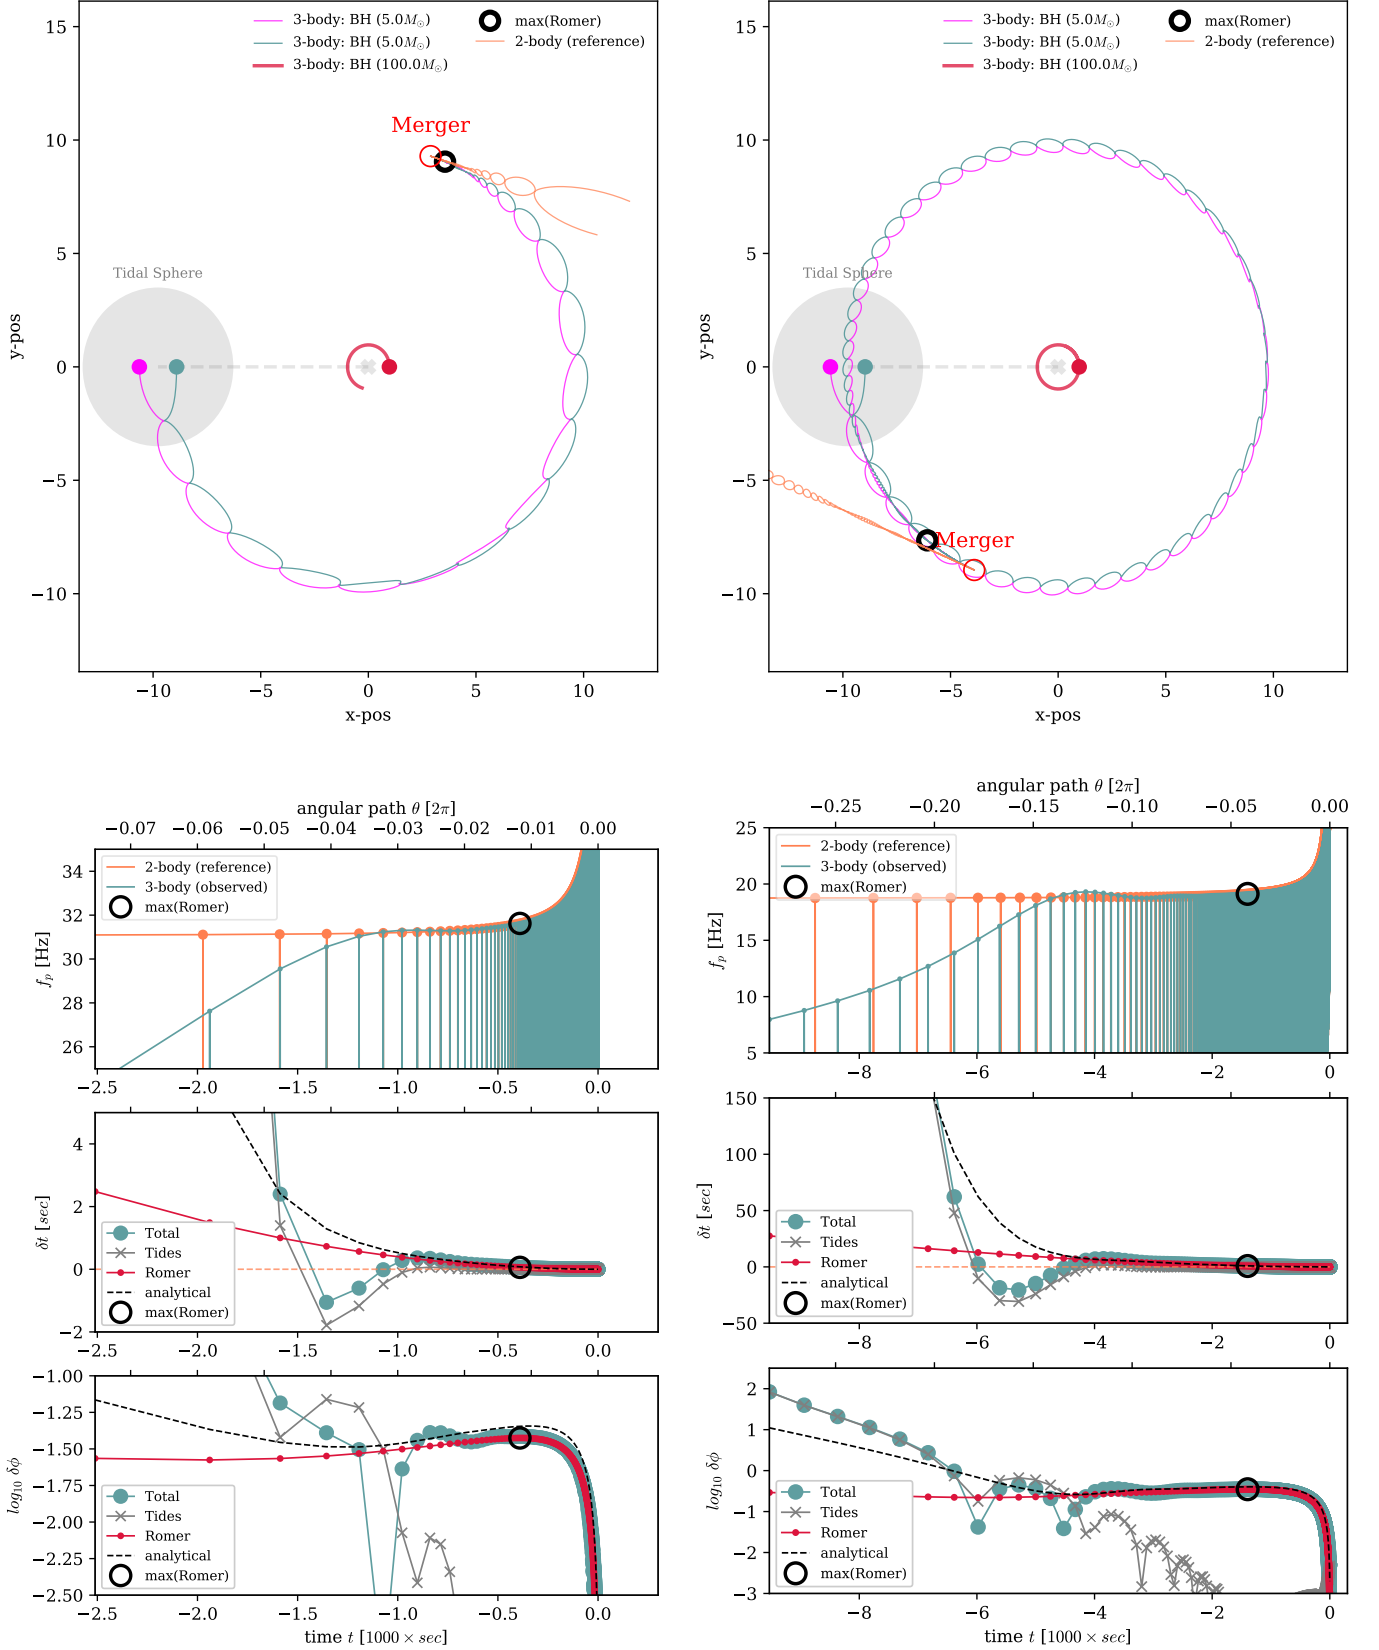 15
10
5
0
−5
−10
y-pos
−10
−5
0
5
10
x-pos
3-body: BH (5.0M⊙)
3-body: BH (5.0M⊙)
3-body: BH (100.0M⊙)
max(Romer)
2-body (reference)
Merger
Tidal Sphere
15
10
5
0
−5
−10
y-pos
−10
−5
0
5
10
x-pos
3-body: BH (5.0M⊙)
3-body: BH (5.0M⊙)
3-body: BH (100.0M⊙)
max(Romer)
2-body (reference)
Tidal Sphere
Merger
angular path θ [2π]
−0.07 −0.06 −0.05 −0.04 −0.03 −0.02 −0.01 0.00
34
32
31
28
26
f_p [Hz]
2-body (reference)
3-body (observed)
max(Romer)
−2.5 −2.0 −1.5 −1.0 −0.5 0.0
4
2
0
−2
δt [sec]
Total
Tides
Romer
analytical
max(Romer)
−2.5 −2.0 −1.5 −1.0 −0.5 0.0
−1.00
−1.25
−1.50
−1.75
−2.00
−2.25
−2.50
log₁₀ δϕ
Total
Tides
Romer
analytical
max(Romer)
−2.5 −2.0 −1.5 −1.0 −0.5 0.0
time t [1000 × sec]
angular path θ [2π]
−0.25 −0.20 −0.15 −0.10 −0.05 0.00
25
20
15
10
5
f_p [Hz]
2-body (reference)
3-body (observed)
max(Romer)
−8 −6 −4 −2 0
150
100
50
0
−50
δt [sec]
Total
Tides
Romer
analytical
max(Romer)
−8 −6 −4 −2 0
2
1
0
−1
−2
−3
log₁₀ δϕ
Total
Tides
Romer
analytical
max(Romer)
−8 −6 −4 −2 0
time t [1000 × sec]